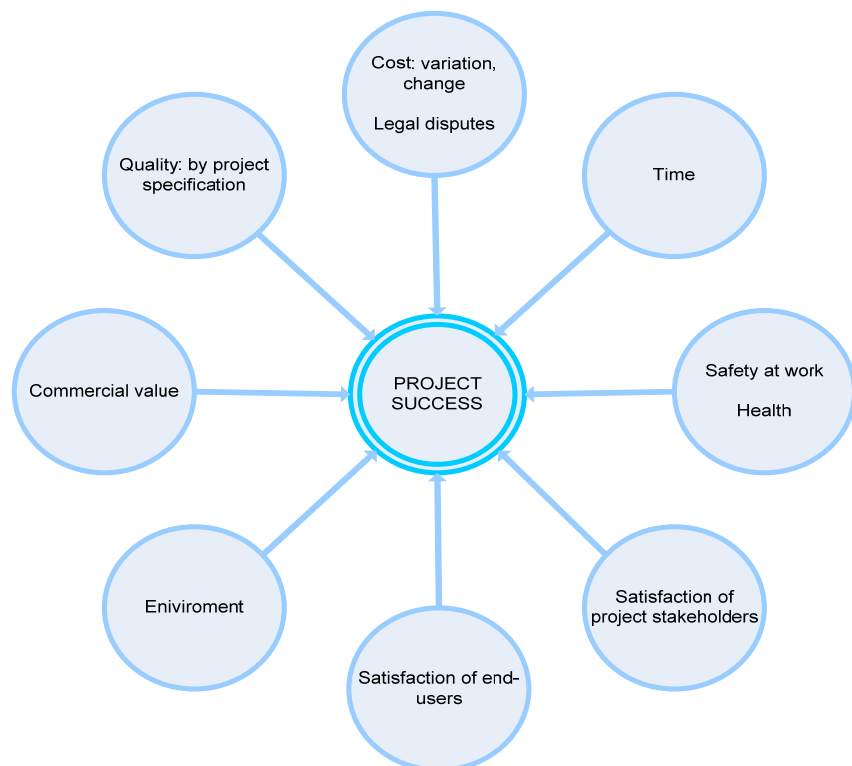 Cost: variation,
change
Legal disputes
Quality: by project
specification
Time
Commercial value
PROJECT
SUCCESS
Safety at work
Health
Eniviroment
Satisfaction of
project stakeholders
Satisfaction of end-
users